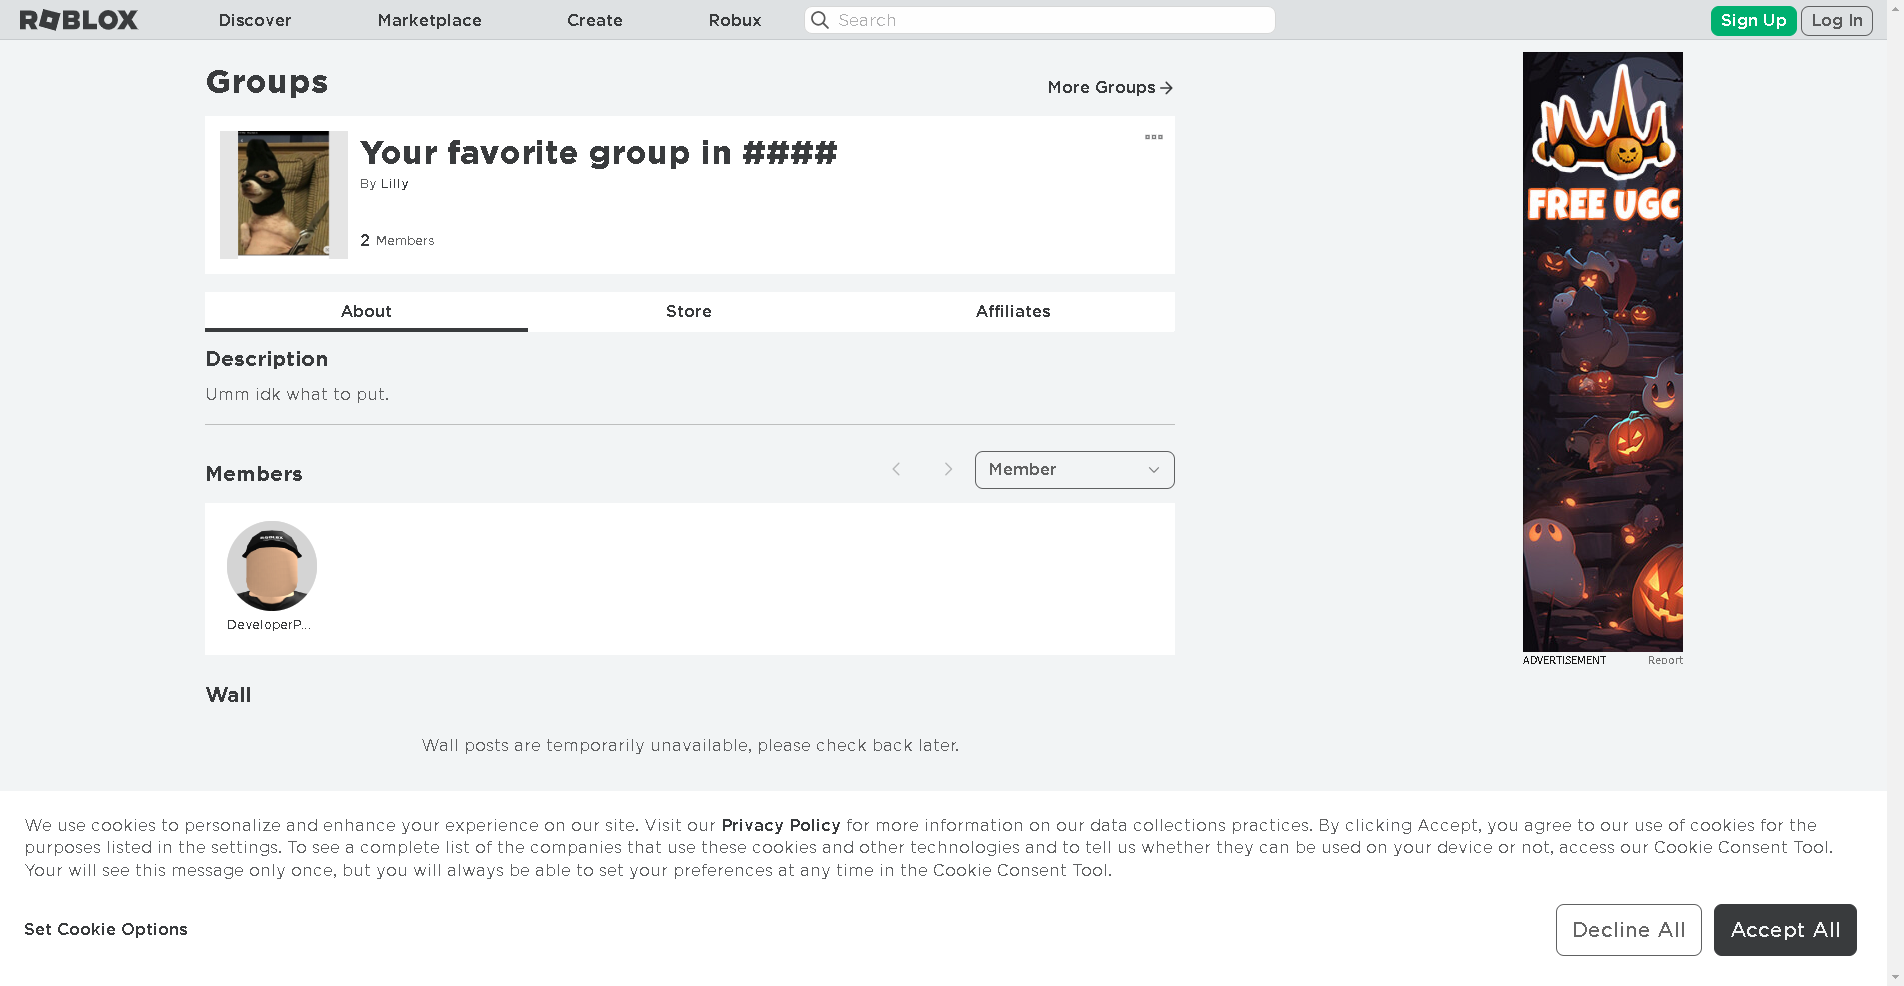 ROBLOX
Discover
Marketplace
Create
Robux
Search
Sign Up
Log In
Groups
More Groups
Your favorite group in ####
By Lilly
2 Members
About
Store
Affiliates
Description
Umm idk what to put.
Members
Member
ROBLOX
DeveloperP...
Wall
Wall posts are temporarily unavailable, please check back later.
FREE UGC
ADVERTISEMENT
Report
We use cookies to personalize and enhance your experience on our site. Visit our Privacy Policy for more information on our data collections practices. By clicking Accept, you agree to our use of cookies for the
purposes listed in the settings. To see a complete list of the companies that use these cookies and other technologies and to tell us whether they can be used on your device or not, access our Cookie Consent Tool.
Your will see this message only once, but you will always be able to set your preferences at any time in the Cookie Consent Tool.
Set Cookie Options
Decline All
Accept All